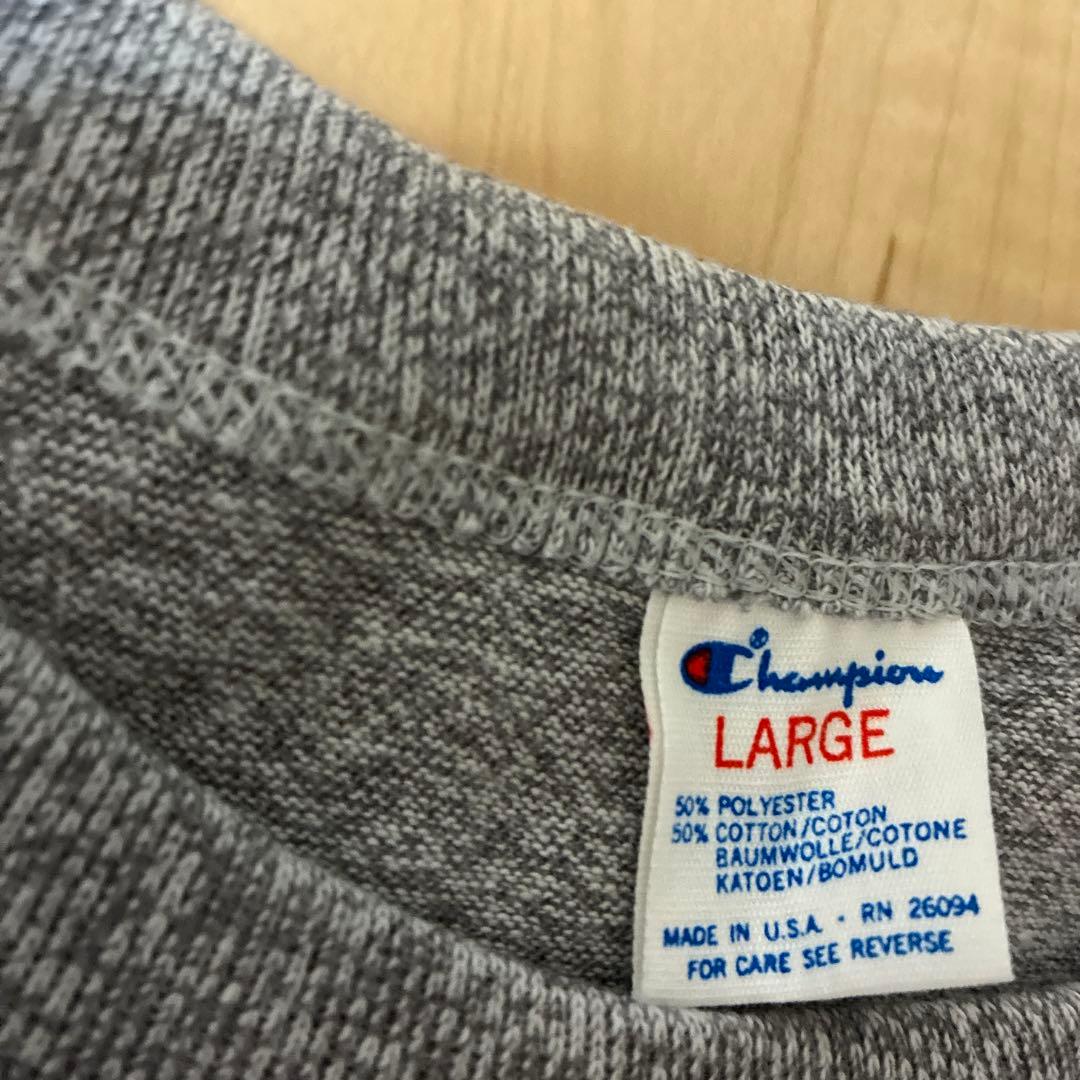 Champion®
LARGE
50% POLYESTER
50% COTTON/COTON
BAUMWOLLE/COTONE
KATOEN/BOMULD
MADE IN U.S.A. · RN 26094
FOR CARE SEE REVERSE